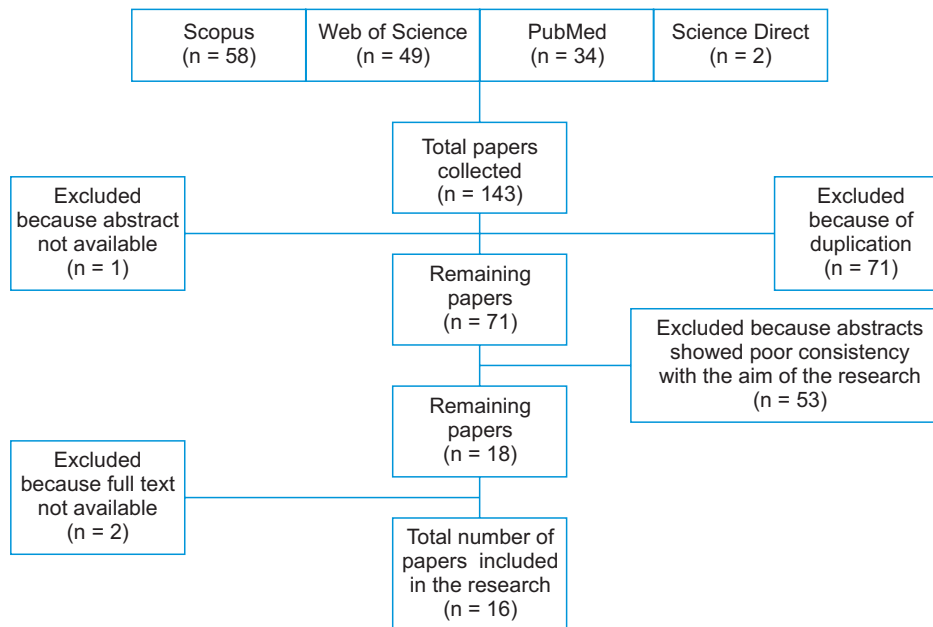 Scopus
(n = 58)
Web of Science
(n = 49)
PubMed
(n = 34)
Science Direct
(n = 2)
Total papers
collected
(n = 143)
Excluded
because abstract
not available
(n = 1)
Excluded
because of
duplication
(n = 71)
Remaining
papers
(n = 71)
Excluded because abstracts
showed poor consistency
with the aim of the research
(n = 53)
Remaining
papers
(n = 18)
Excluded
because full text
not available
(n = 2)
Total number of
papers included
in the research
(n = 16)